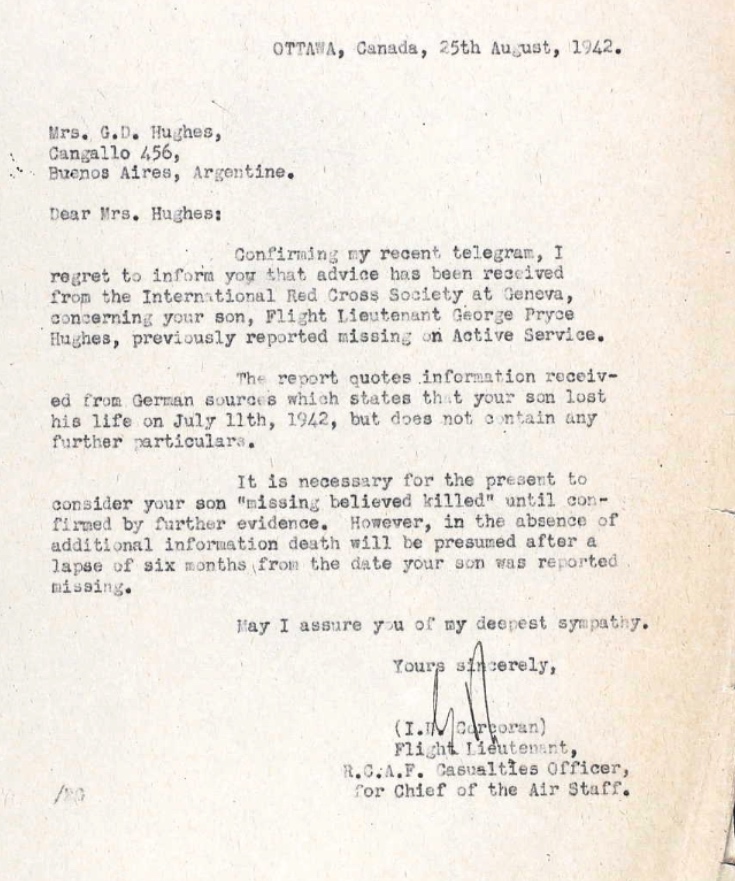 OTTAWA, Canada, 25th August, 1942.
Mrs. G.D. Hughes,
Cangallo 456,
Buenos Aires, Argentine.
Dear Mrs. Hughes:
Confirming my recent telegram, I
regret to inform you that advice has been received
from the International Red Cross Society at Geneva,
concerning your son, Flight Lieutenant George Pryce
Hughes, previously reported missing on Active Service.
The report quotes information receiv-
ed from German sources which states that your son lost
his life on July 11th, 1942, but does not contain any
further particulars.
It is necessary for the present to
consider your son "missing believed killed" until con-
firmed by further evidence. However, in the absence of
additional information death will be presumed after a
lapse of six months from the date your son was reported
missing.
May I assure you of my deepest sympathy.
Yours sincerely,
Corcoran)
Flight Lieutenant,
R.C.A.F. Casualties Officer,
for Chief of the Air Staff.